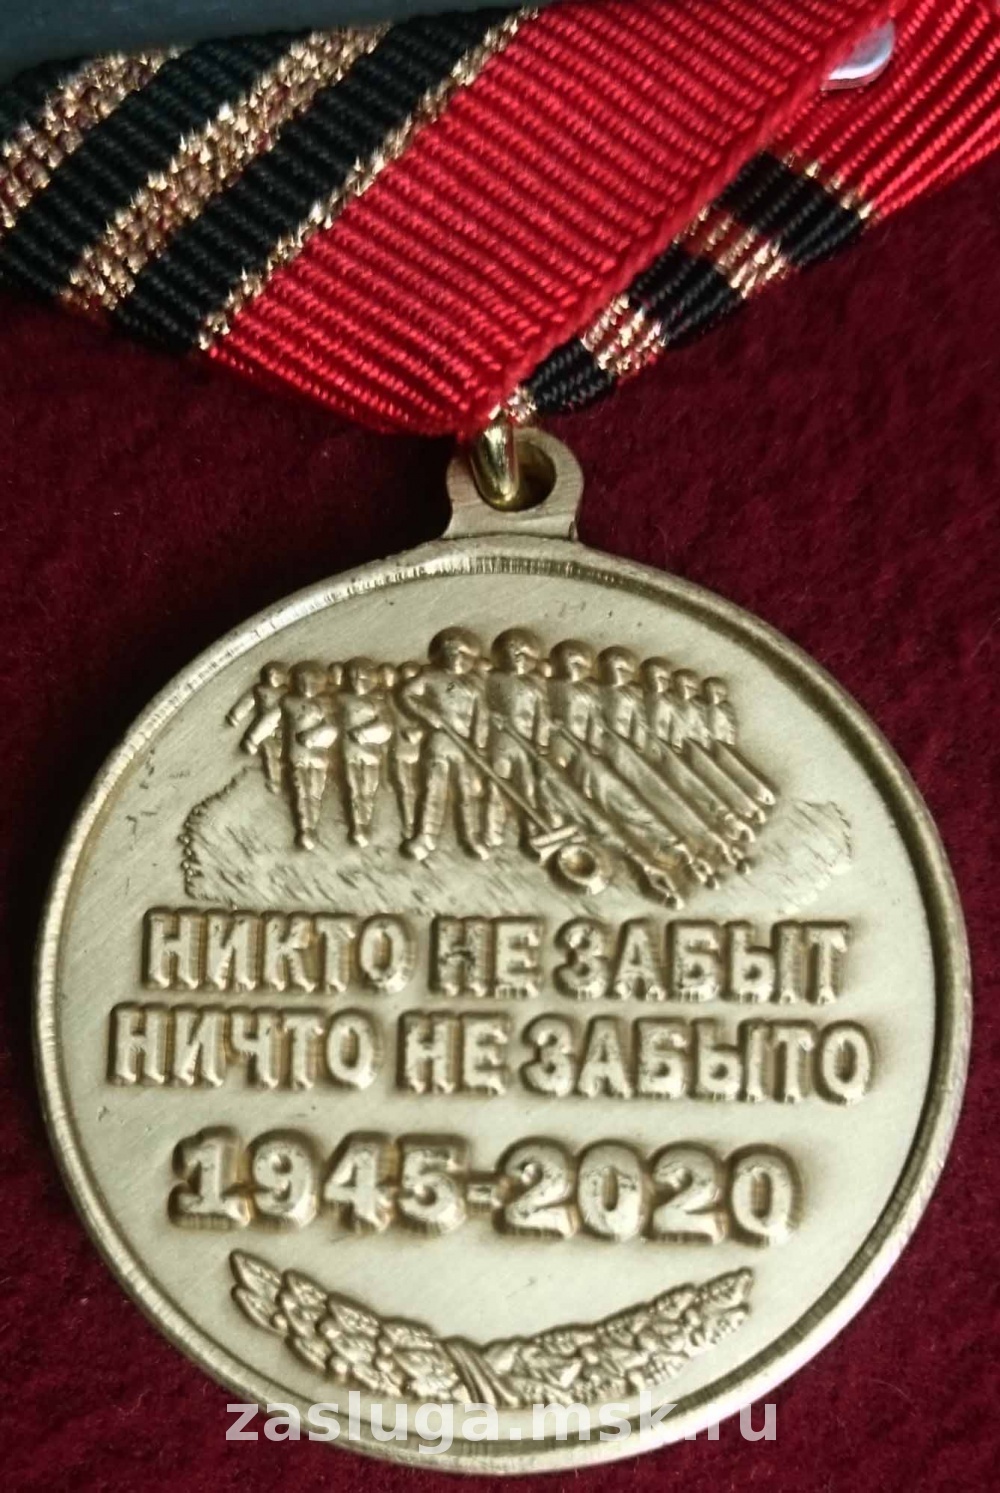 НИКТО НЕ ЗАБЫТ
НИЧТО НЕ ЗАБЫТО
1945-2020
zasluga.msk.ru